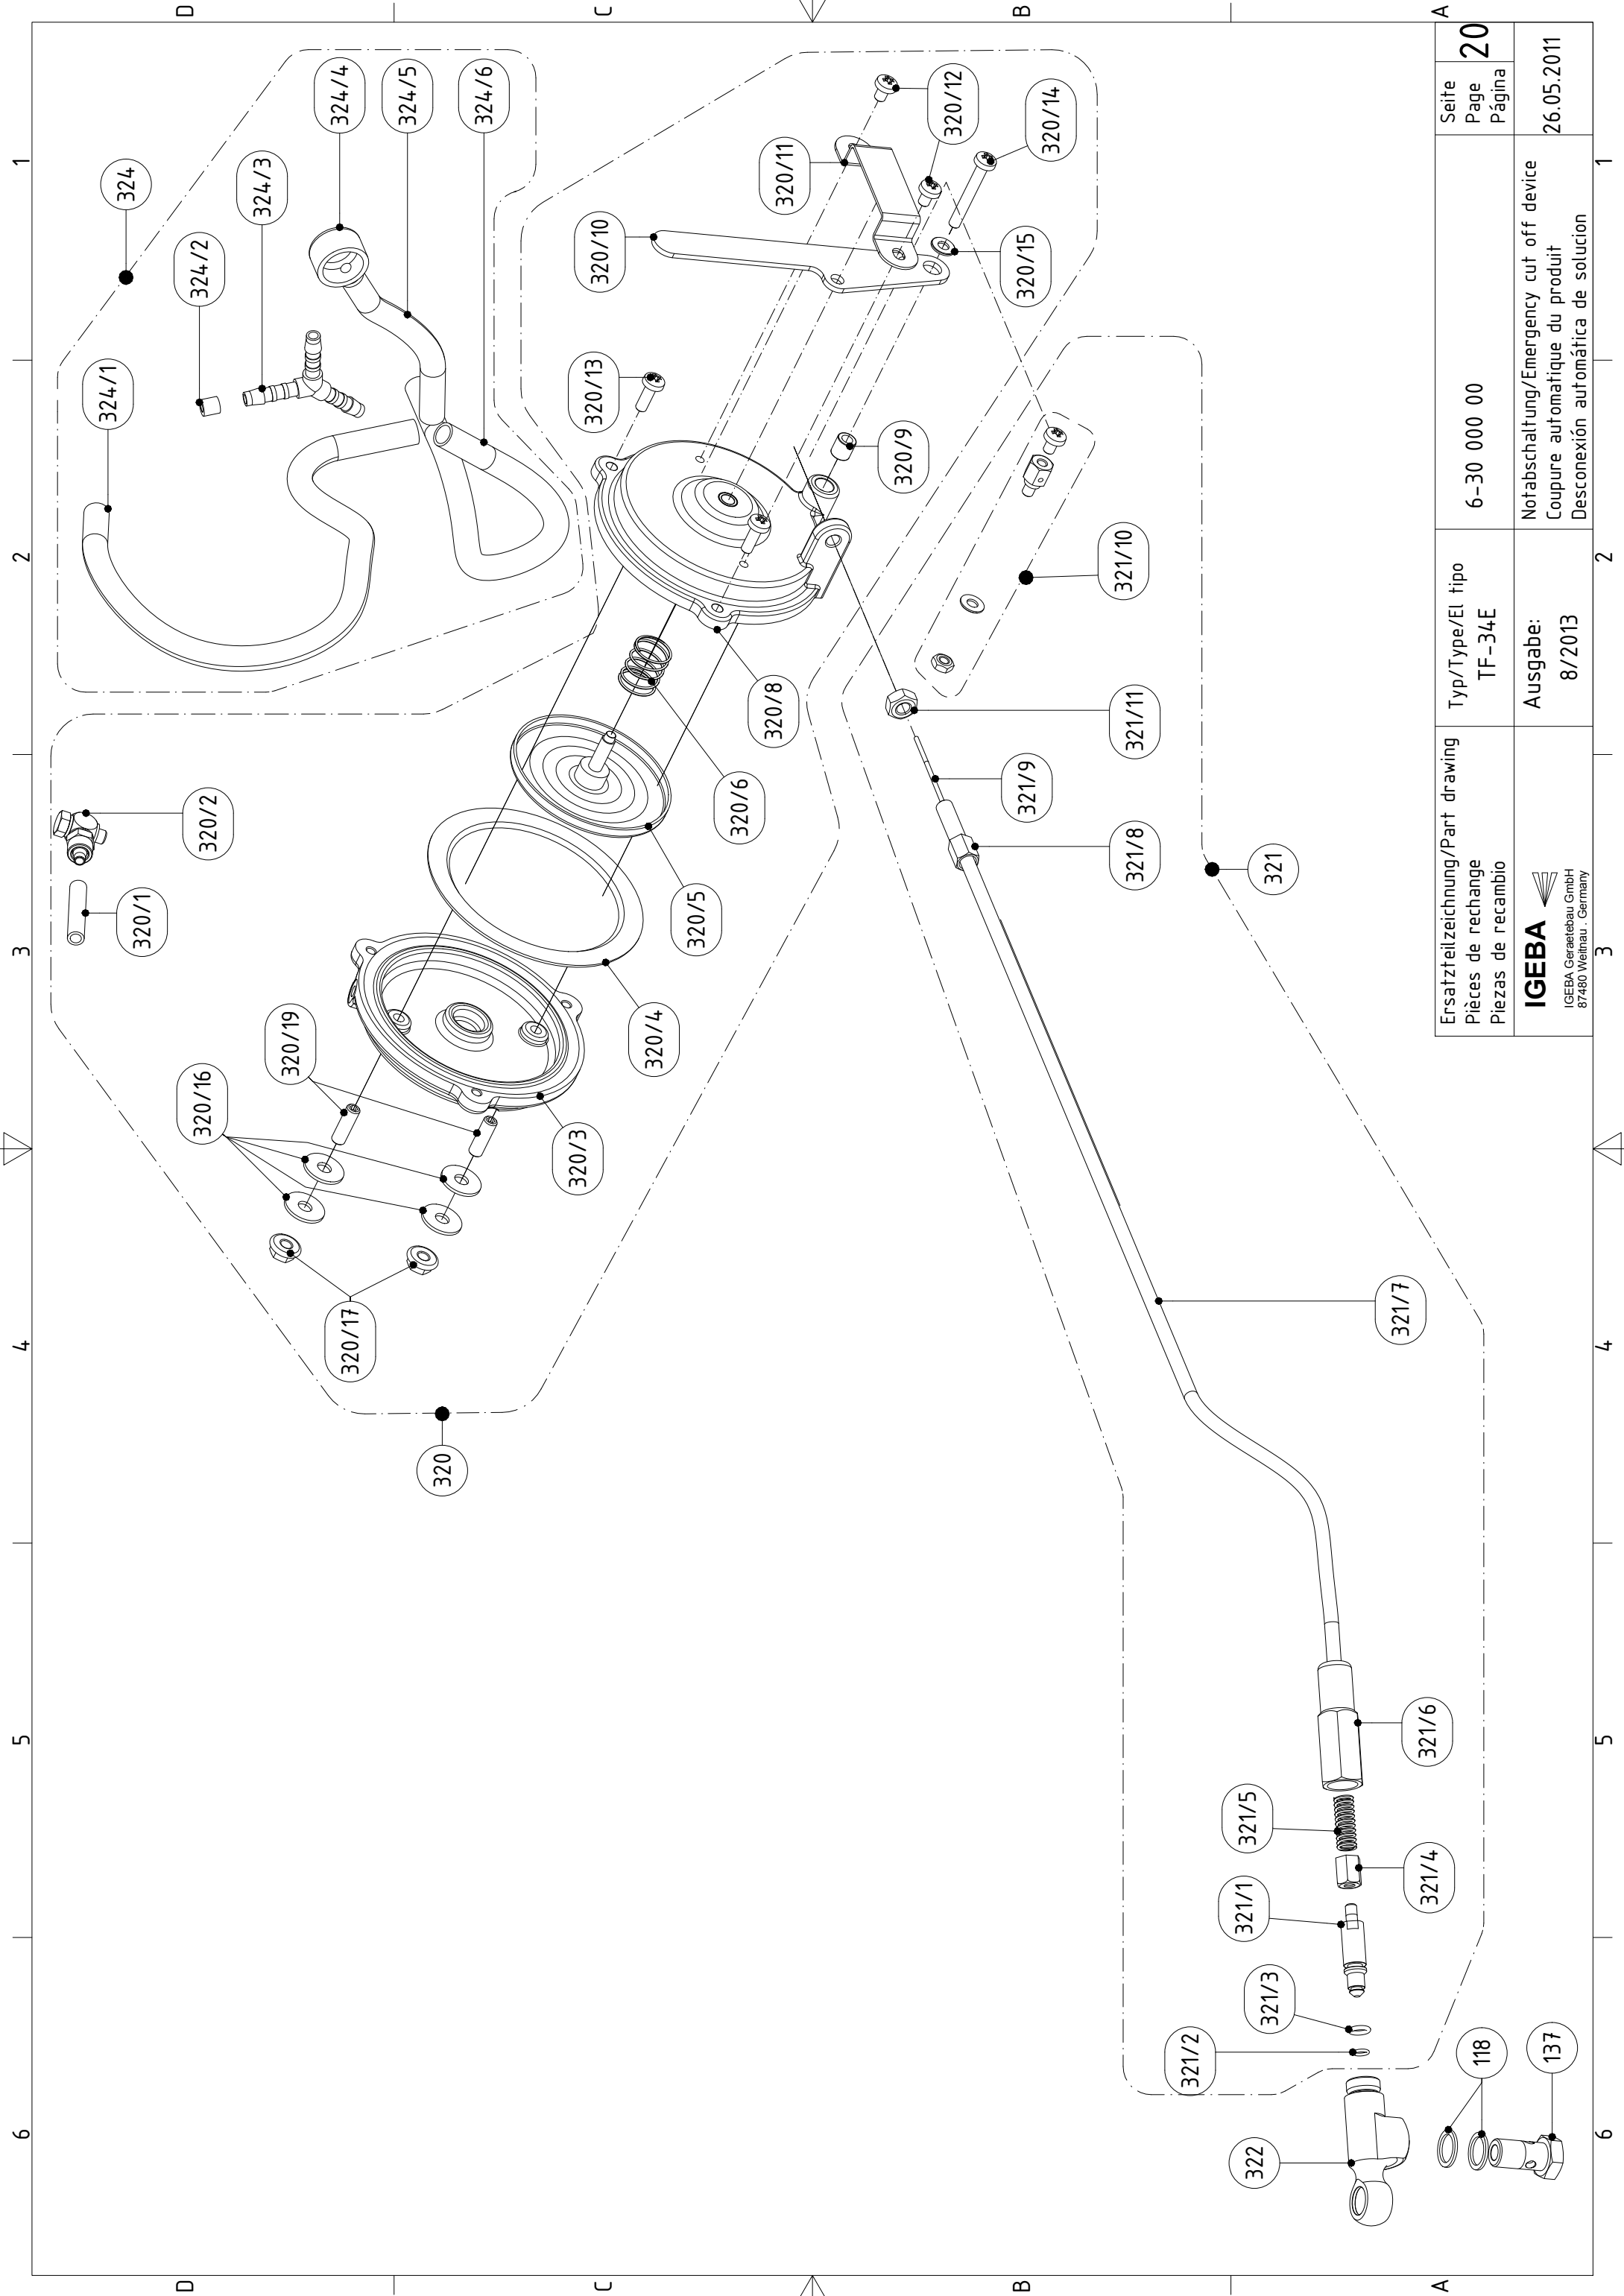 6
5
4
3
2
1
D
C
B
A
320/1
320/2
324/1
324/2
324
324/3
324/4
324/5
324/6
320/16
320/19
320/17
320
320/3
320/4
320/5
320/6
320/8
320/13
320/10
320/11
320/12
320/14
320/15
320/9
321/10
321/11
321/9
321/8
321
321/7
321/6
321/5
321/4
321/1
321/3
321/2
322
118
137
Ersatzteilzeichnung/Part drawing
Pièces de rechange
Piezas de recambio
Typ/Type/El tipo
TF-34E
6-30 000 00
Seite
Page
Página
20
IGEBA
IGEBA Geraetebau GmbH
87480 Weitnau . Germany
Ausgabe:
8/2013
Notabschaltung/Emergency cut off device
Coupure automatique du produit
Desconexión automática de solucion
26.05.2011
6
5
4
3
2
1
D
C
B
A